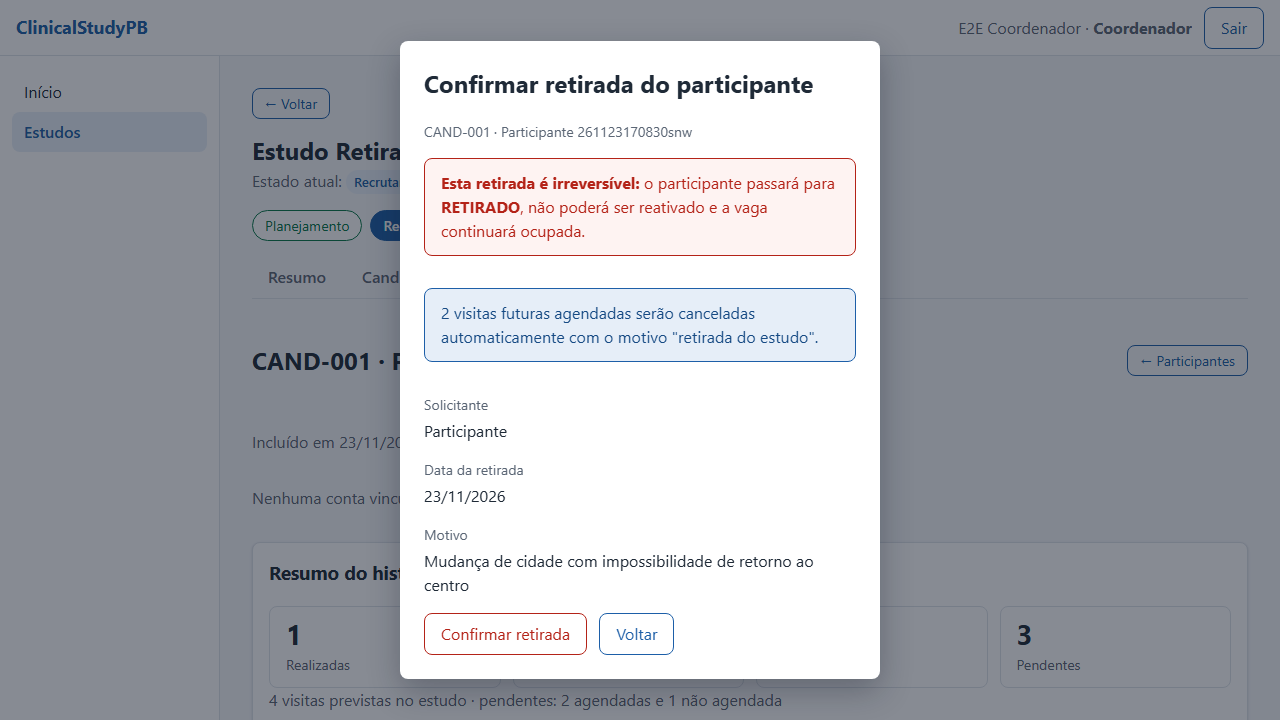 ClinicalStudyPB
E2E Coordenador · Coordenador
Sair
Início
Estudos
← Voltar
Estudo Retira
Estado atual:
Planejamento
Resumo
CAND-001 ·
← Participantes
Incluído em 23/11/20
Nenhuma conta
Resumo do
1
Realizadas
3
Pendentes
4 visitas previstas no estudo · pendentes: 2 agendadas e 1 não agendada
Confirmar retirada do participante
CAND-001 · Participante 261123170830snw
Esta retirada é irreversível: o participante passará para
RETIRADO, não poderá ser reativado e a vaga
continuará ocupada.
2 visitas futuras agendadas serão canceladas
automaticamente com o motivo "retirada do estudo".
Solicitante
Participante
Data da retirada
23/11/2026
Motivo
Mudança de cidade com impossibilidade de retorno ao
centro
Confirmar retirada
Voltar